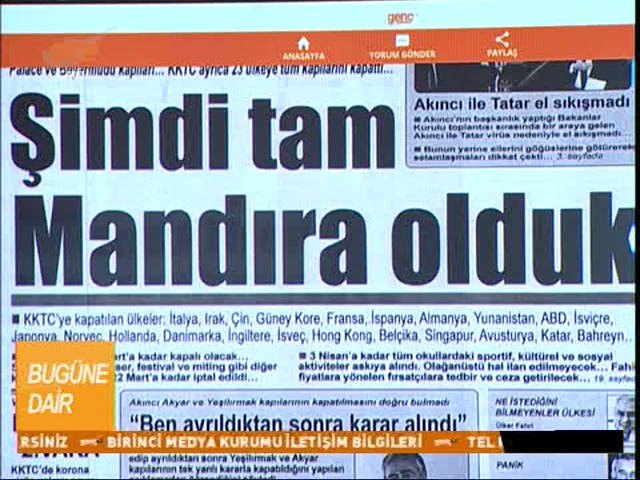 genç
ANASAYFA
YORUM GÖNDER
PAYLAŞ
Palace ve Beyarmudu kapıları... KKTC ayrıca 23 ülkeye tüm kapılarını kapattı...
Şimdi tam
Mandıra olduk
Akıncı ile Tatar el sıkışmadı
■ Akıncı'nın başkanlık yaptığı Bakanlar
Kurulu toplantısı sırasında bir araya gelen
Akıncı ile Tatar virüs nedeniyle el sıkışmadı...
■ Bunun yerine ellerini göğüslerine götürerek
selamlaşmaları dikkat çekti... 3. sayfada
■ KKTC'ye kapatılan ülkeler: İtalya, Irak, Çin, Güney Kore, Fransa, İspanya, Almanya, Yunanistan, ABD, İsviçre,
Japonya, Norveç, Hollanda, Danimarka, İngiltere, İsveç, Hong Kong, Belçika, Singapur, Avusturya, Katar, Bahreyn..
art'a kadar kapalı olacak...
ser, festival ve miting gibi diğer
22 Mart'a kadar iptal edildi...
■ 3 Nisan'a kadar tüm okullardaki sportif, kültürel ve sosyal
aktiviteler askıya alındı. Olağanüstü hal ilan edilmeyecek... Fahiş
fiyatlara yönelen fırsatçılara tedbir ve ceza getirilecek... 19. sayfada
BUGÜNE
DAİR
Akıncı Akyar ve Yeşilırmak kapılarının kapatılmasını doğru bulmadı
"Ben ayrıldıktan sonra karar alındı"
NE İSTEDİĞİNİ
BİLMEYENLER ÜLKESİ
Ülker Fahri
RSİNİZ
BİRİNCİ MEDYA KURUMU İLETİŞİM BİLGİLERİ
TEL
KKTC'de korona
edip ayrıldıktan sonra Yeşilırmak ve Akyar
kapılarının tek yanlı kararla kapatıldığını yapılan
PANİK